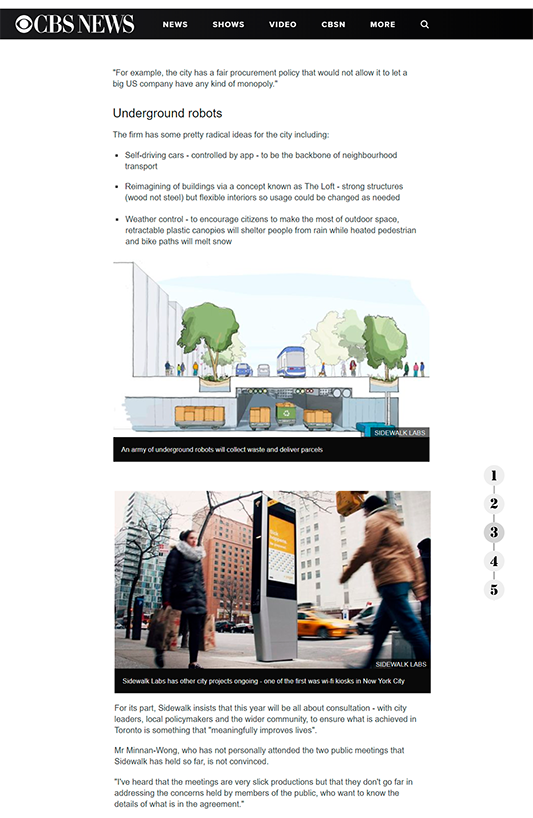 CBS NEWS NEWS SHOWS VIDEO CBSN MORE
"For example, the city has a fair procurement policy that would not allow it to let a
big US company have any kind of monopoly."
Underground robots
The firm has some pretty radical ideas for the city including:
• Self-driving cars - controlled by app - to be the backbone of neighbourhood
transport
• Reimagining of buildings via a concept known as The Loft - strong structures
(wood not steel) but flexible interiors so usage could be changed as needed
• Weather control - to encourage citizens to make the most of outdoor space,
retractable plastic canopies will shelter people from rain while heated pedestrian
and bike paths will melt snow
SIDEWALK LABS
An army of underground robots will collect waste and deliver parcels
1
2
3
4
5
SIDEWALK LABS
Sidewalk Labs has other city projects ongoing - one of the first was wi-fi kiosks in New York City
For its part, Sidewalk insists that this year will be all about consultation - with city
leaders, local policymakers and the wider community, to ensure what is achieved in
Toronto is something that "meaningfully improves lives".
Mr Minnan-Wong, who has not personally attended the two public meetings that
Sidewalk has held so far, is not convinced.
"I've heard that the meetings are very slick productions but that they don't go far in
addressing the concerns held by members of the public, who want to know the
details of what is in the agreement."